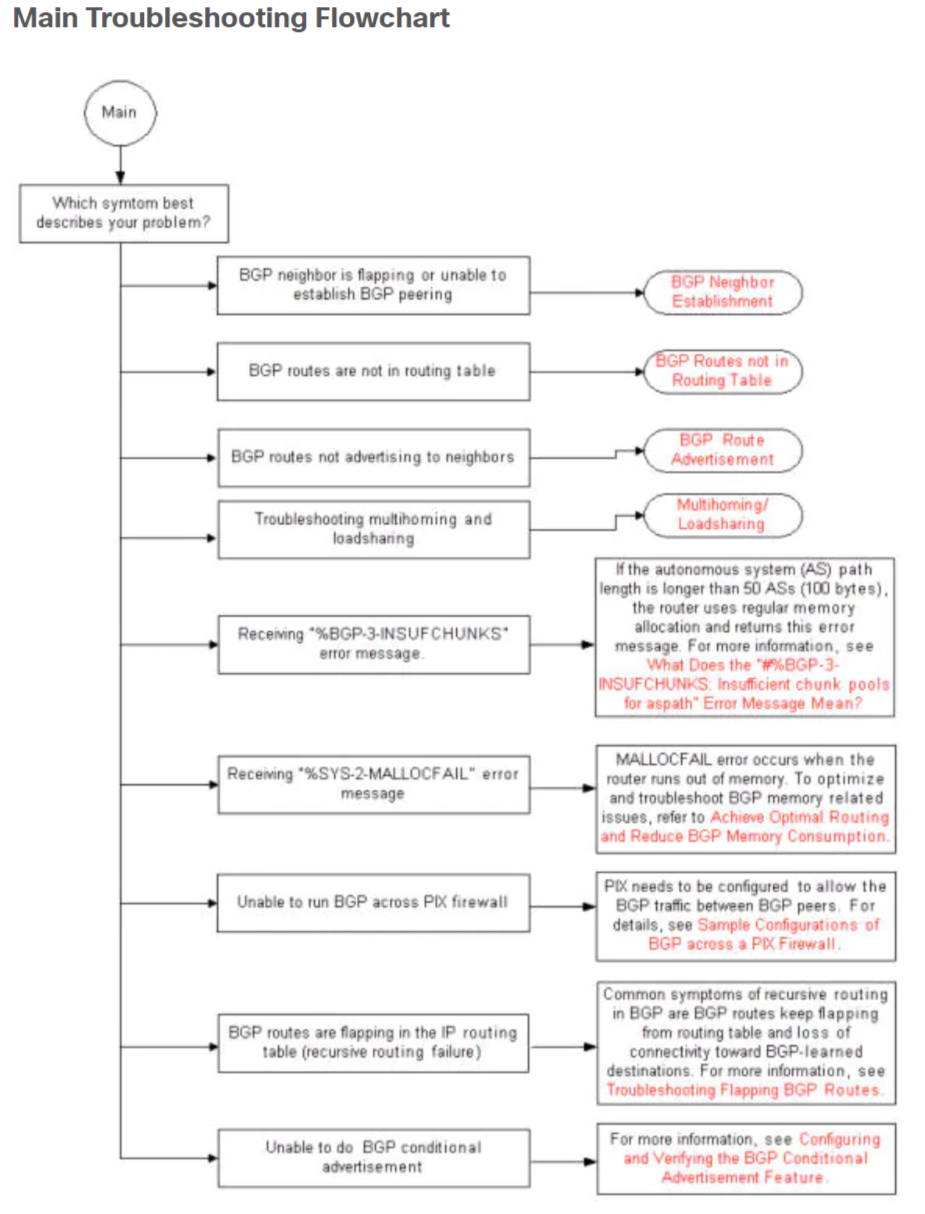 Main Troubleshooting Flowchart
Main
Which symtom best
describes your problem?
BGP neighbor is flapping or unable to
establish BGP peering
BGP Neighbor
Establishment
BGP routes are not in routing table
BGP Routes not in
Routing Table
BGP routes not advertising to neighbors
BGP Route
Advertisement
Troubleshooting multihoming and
loadsharing
Multihoming/
Loadsharing
Receiving "%BGP-3-INSUFCHUNKS"
error message.
If the autonomous system (AS) path
length is longer than 50 ASs (100 bytes),
the router uses regular memory
allocation and returns this error
message. For more information, see
What Does the "#%BGP-3-
INSUFCHUNKS: Insufficient chunk pools
for aspath" Error Message Mean?
Receiving "%SYS-2-MALLOCFAIL" error
message
MALLOCFAIL error occurs when the
router runs out of memory. To optimize
and troubleshoot BGP memory related
issues, refer to Achieve Optimal Routing
and Reduce BGP Memory Consumption.
Unable to run BGP across PIX firewall
PIX needs to be configured to allow the
BGP traffic between BGP peers. For
details, see Sample Configurations of
BGP across a PIX Firewall.
BGP routes are flapping in the IP routing
table (recursive routing failure)
Common symptoms of recursive routing
in BGP are BGP routes keep flapping
from routing table and loss of
connectivity toward BGP-learned
destinations. For more information, see
Troubleshooting Flapping BGP Routes.
Unable to do BGP conditional
advertisement
For more information, see Configuring
and Verifying the BGP Conditional
Advertisement Feature.